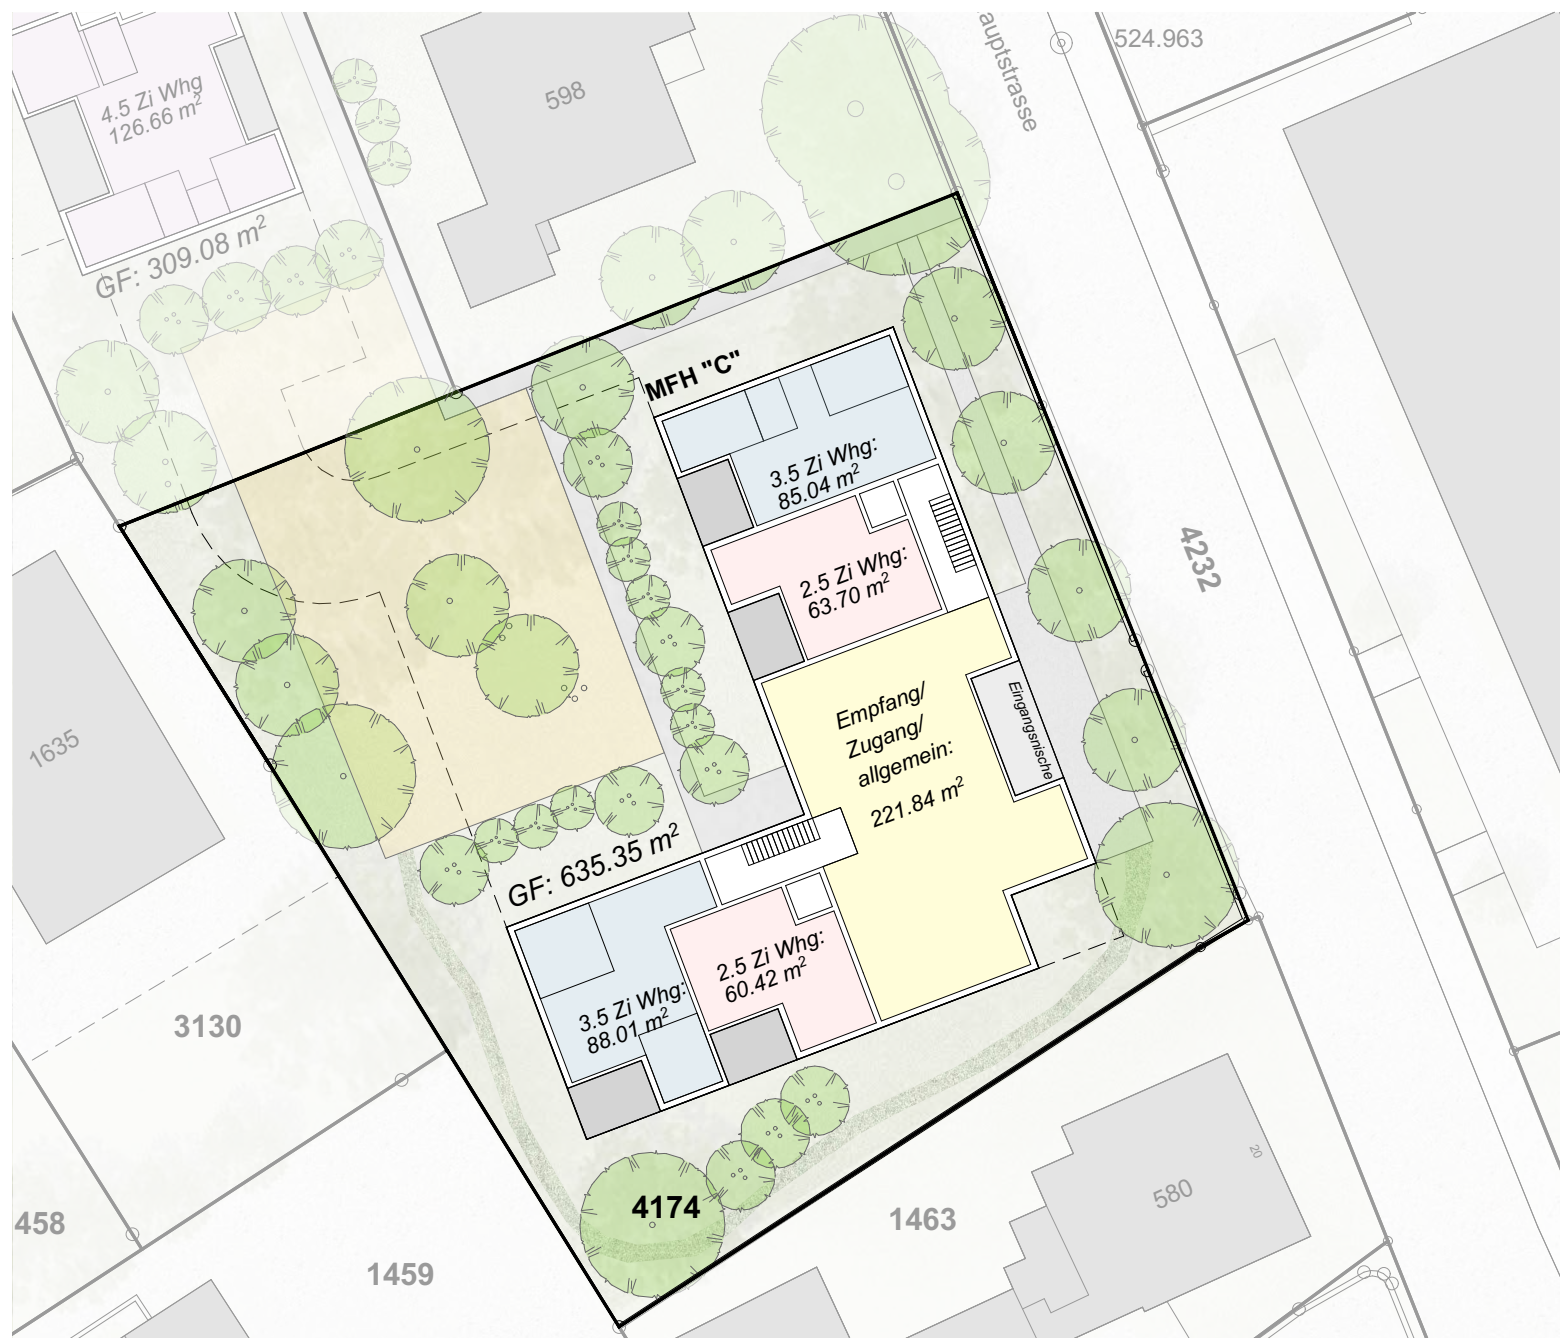 4.5 Zi Whg
126.66 m²
598
auptstrasse
524.963
GF: 309.08 m²
MFH "C"
3.5 Zi Whg:
85.04 m²
2.5 Zi Whg:
63.70 m²
4232
Empfang/
Zugang/
allgemein:
221.84 m²
Eingangsnische
1635
GF: 635.35 m²
2.5 Zi Whg:
60.42 m²
3.5 Zi Whg:
88.01 m²
3130
20
580
4174
458
1463
1459